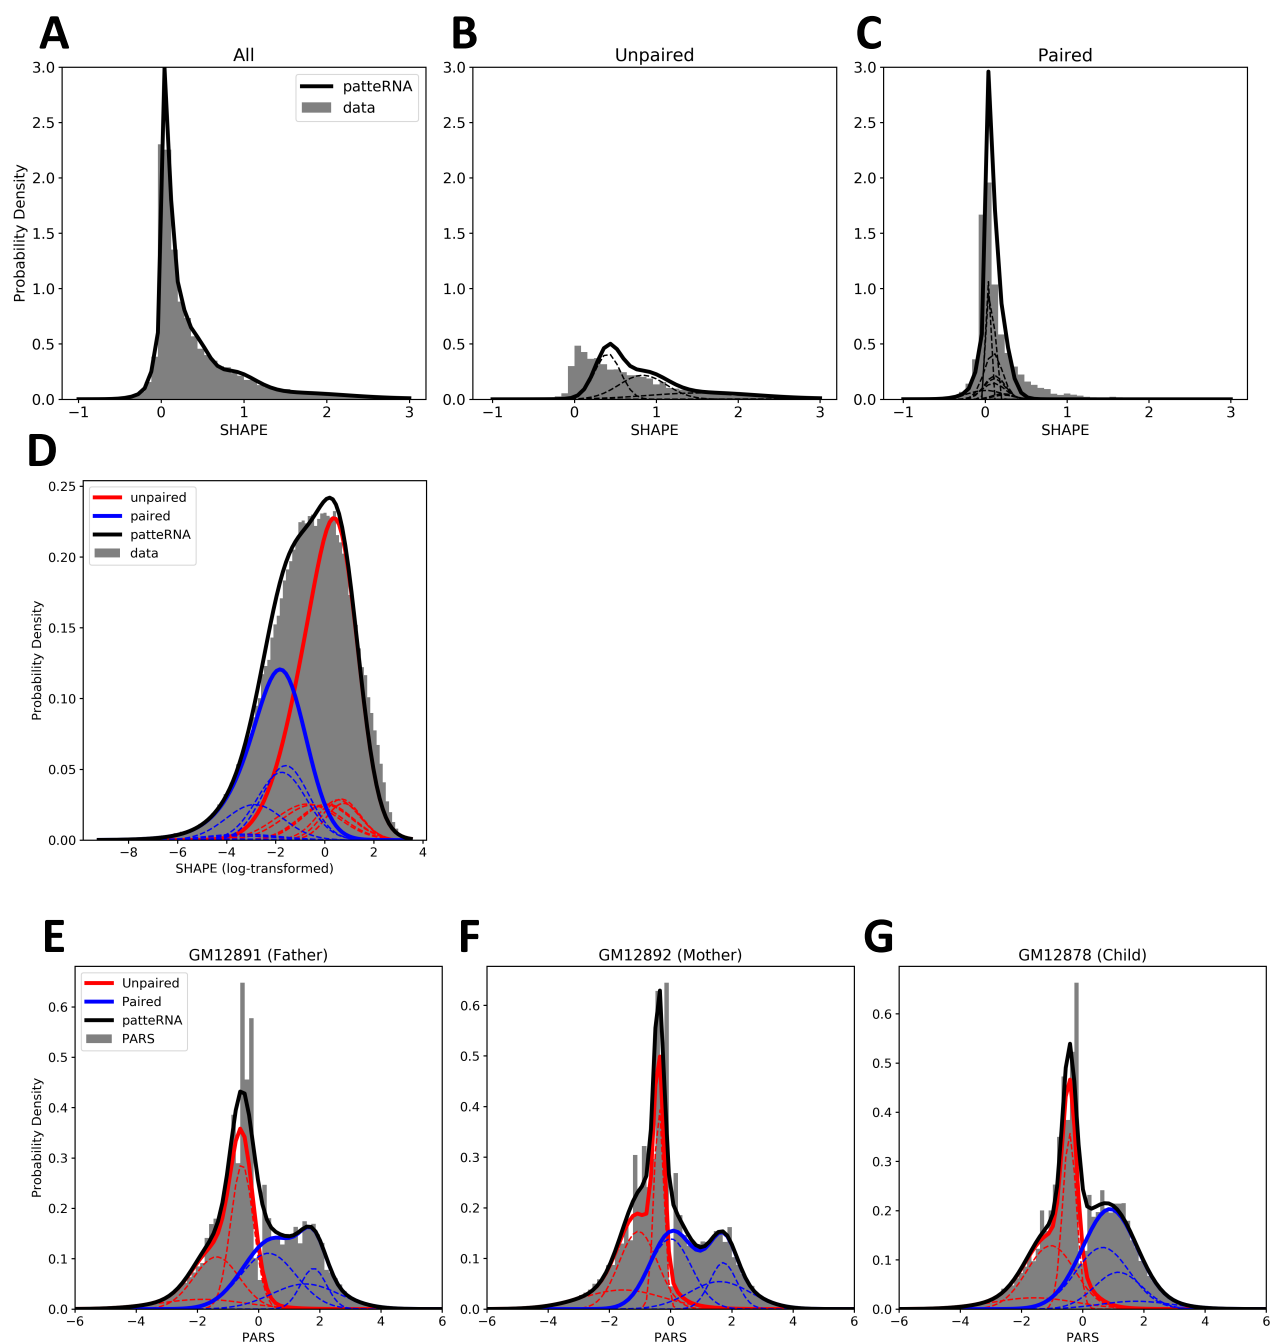 A
B
C
All
Unpaired
Paired
patteRNA
data
Probability Density
3.0
2.5
2.0
1.5
1.0
0.5
0.0
−1 0 1 2 3
SHAPE
3.0
2.5
2.0
1.5
1.0
0.5
0.0
−1 0 1 2 3
SHAPE
3.0
2.5
2.0
1.5
1.0
0.5
0.0
−1 0 1 2 3
SHAPE
D
unpaired
paired
patteRNA
data
Probability Density
0.25
0.20
0.15
0.10
0.05
0.00
−8 −6 −4 −2 0 2 4
SHAPE (log-transformed)
E
F
G
GM12891 (Father)
GM12892 (Mother)
GM12878 (Child)
Unpaired
Paired
patteRNA
PARS
Probability Density
0.6
0.5
0.4
0.3
0.2
0.1
0.0
−6 −4 −2 0 2 4 6
PARS
0.6
0.5
0.4
0.3
0.2
0.1
0.0
−6 −4 −2 0 2 4 6
PARS
0.6
0.5
0.4
0.3
0.2
0.1
0.0
−6 −4 −2 0 2 4 6
PARS